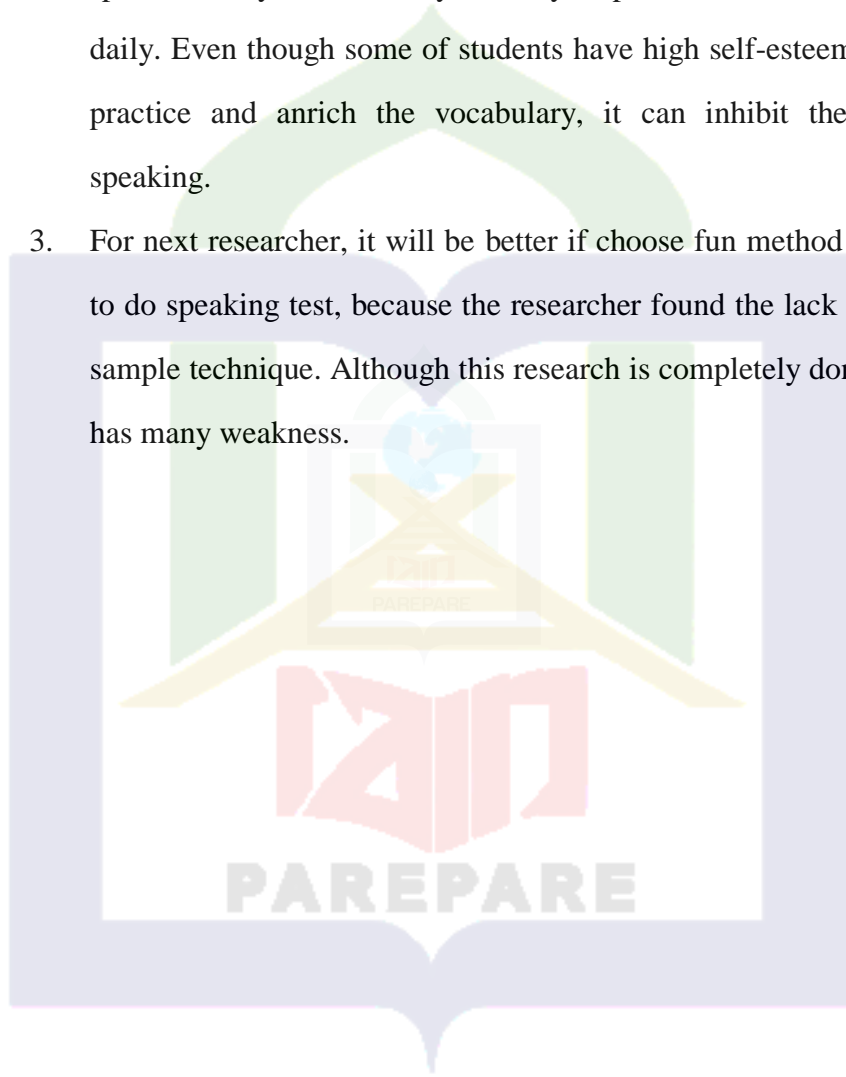 daily. Even though some of students have high self-esteem
practice and anrich the vocabulary, it can inhibit the
speaking.
3. For next researcher, it will be better if choose fun method
to do speaking test, because the researcher found the lack
sample technique. Although this research is completely
has many weakness.
IAIN
PAREPARE
IAIN
PAREPARE